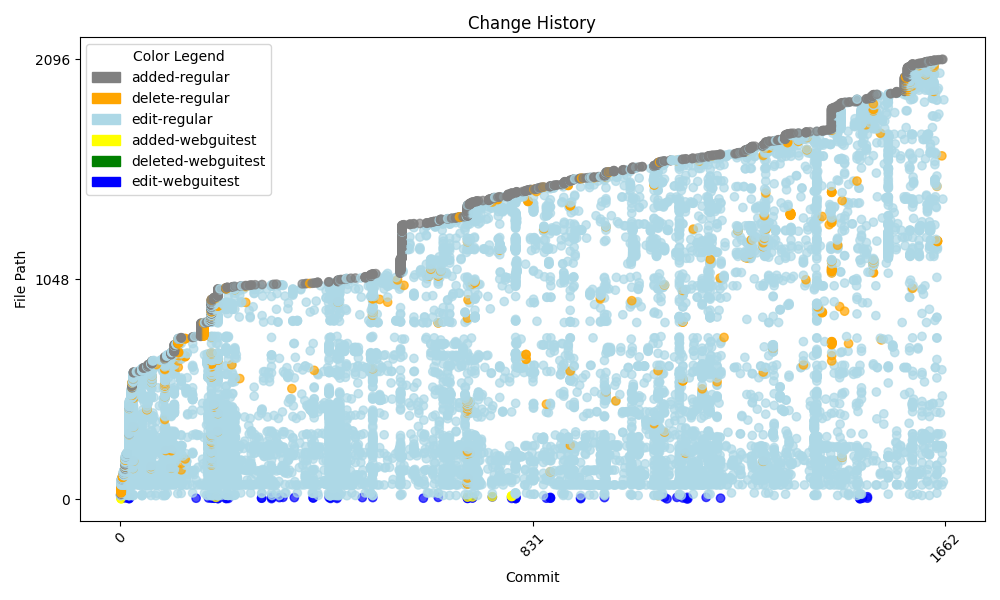 Change History
Color Legend
added-regular
delete-regular
edit-regular
added-webguitest
deleted-webguitest
edit-webguitest
File Path
2096
1048
0
0
831
1662
Commit